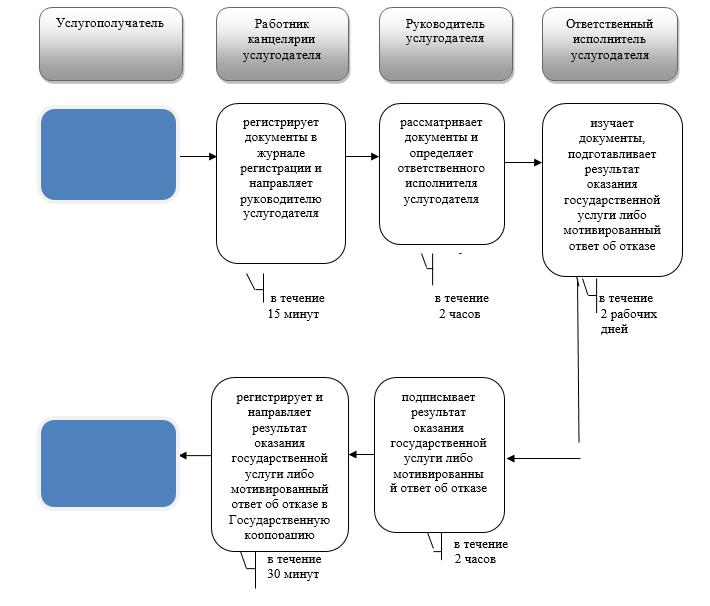 Услугополучатель
Работник
канцелярии
услугодателя
Руководитель
услугодателя
Ответственный
исполнитель
услугодателя
регистрирует
документы в
журнале
регистрации и
направляет
руководителю
услугодателя
рассматривает
документы и
определяет
ответственного
исполнителя
услугодателя
изучает
документы,
подготавливает
результат
оказания
государственной
услуги либо
мотивированный
ответ об отказе
в течение
15 минут
в течение
2 часов
в течение
2 рабочих
дней
регистрирует и
направляет
результат
оказания
государственной
услуги либо
мотивированный
ответ об отказе в
Государственную
корпорацию
подписывает
результат
оказания
государственной
услуги либо
мотивированны
й ответ об отказе
в течение
30 минут
в течение
2 часов